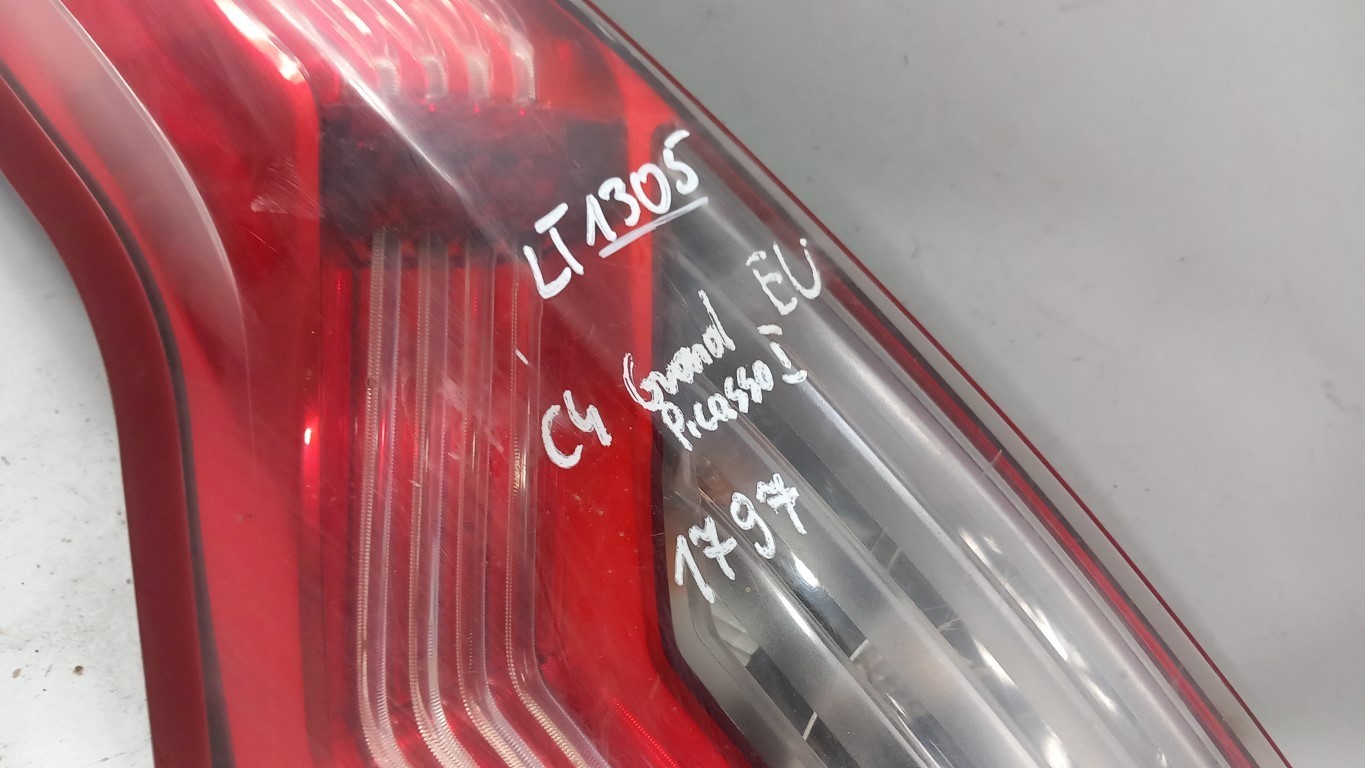 LT1305
C4 Grand Picasso I EU
1797